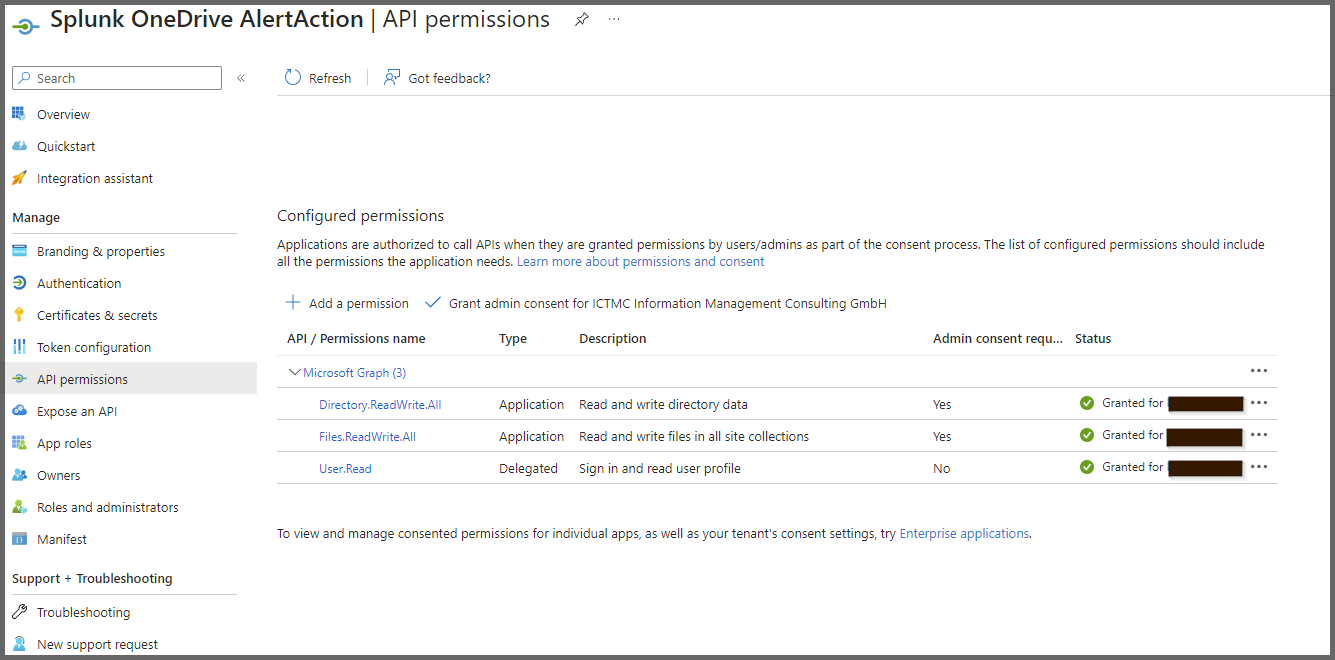 Splunk OneDrive AlertAction | API permissions
Search
Overview
Quickstart
Integration assistant
Manage
Branding & properties
Authentication
Certificates & secrets
Token configuration
API permissions
Expose an API
App roles
Owners
Roles and administrators
Manifest
Support + Troubleshooting
Troubleshooting
New support request
Refresh
Got feedback?
Configured permissions
Applications are authorized to call APIs when they are granted permissions by users/admins as part of the consent process. The list of configured permissions should include
all the permissions the application needs. Learn more about permissions and consent
Add a permission
Grant admin consent for ICTMC Information Management Consulting GmbH
API / Permissions name Type Description Admin consent requ... Status
Microsoft Graph (3)
Directory.ReadWrite.All Application Read and write directory data Yes Granted for
Files.ReadWrite.All Application Read and write files in all site collections Yes Granted for
User.Read Delegated Sign in and read user profile No Granted for
To view and manage consented permissions for individual apps, as well as your tenant's consent settings, try Enterprise applications.